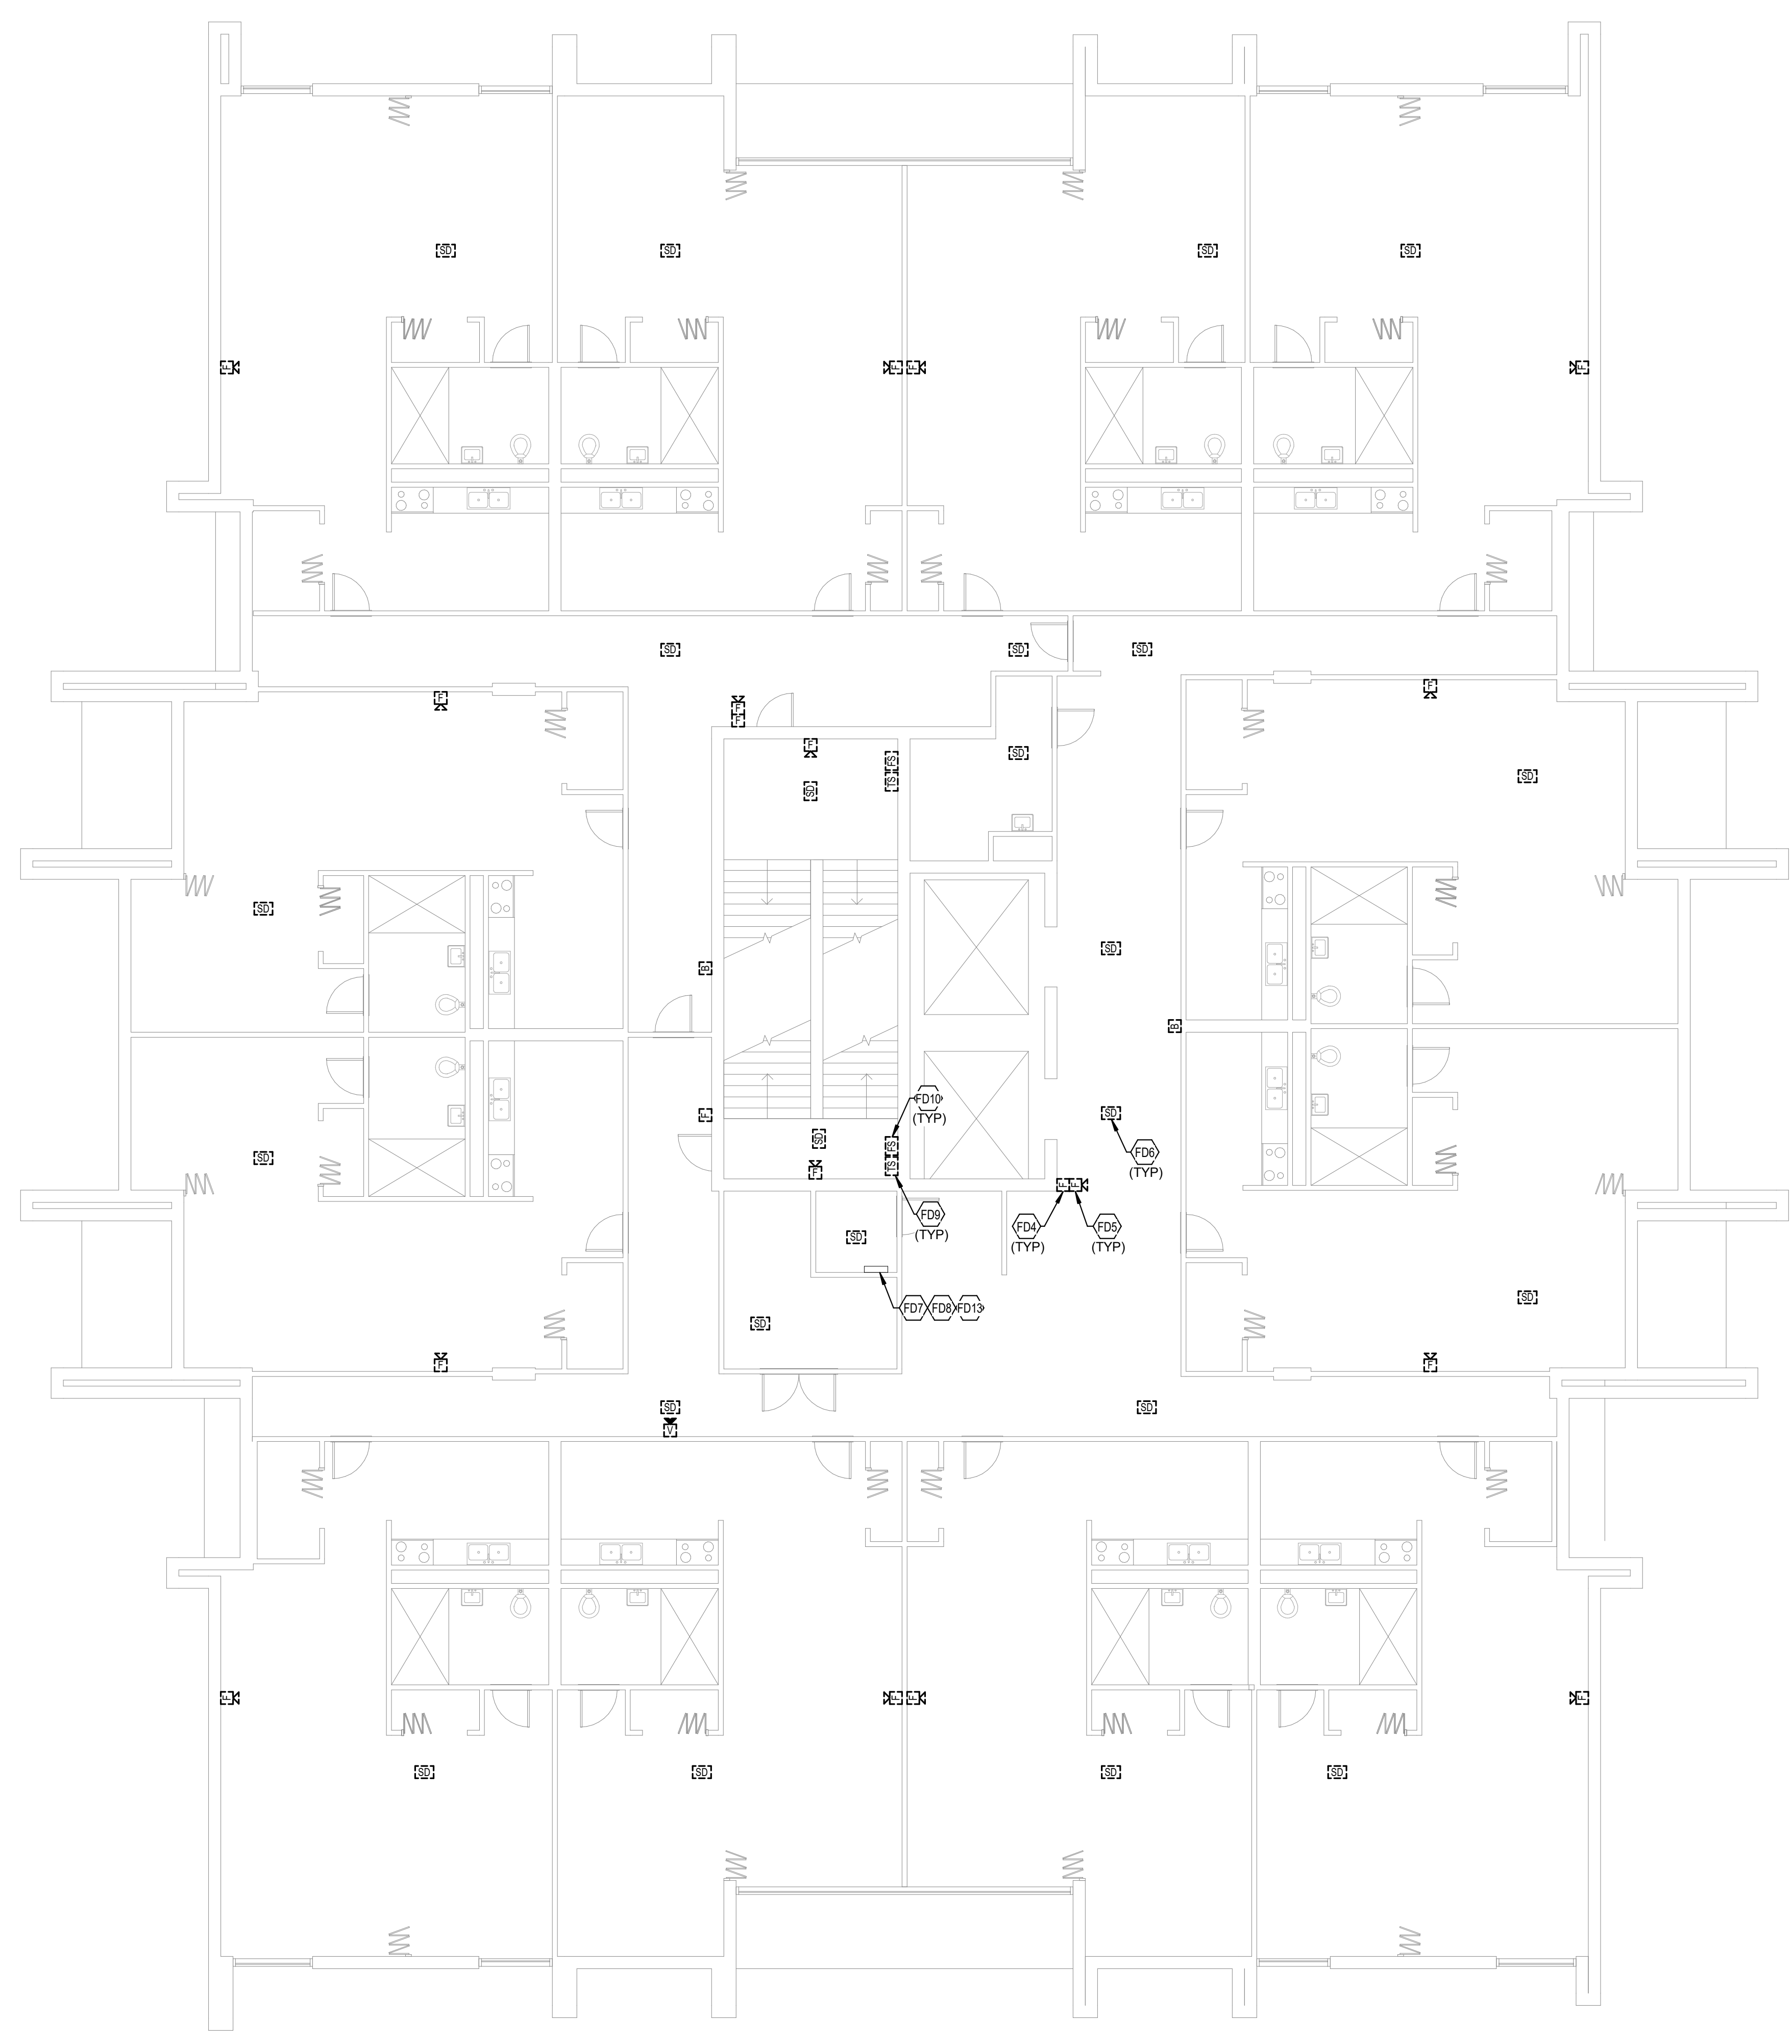 SD SD SD SD
F F F F
SD SD SD
F F F
F
F
F FS
SD
TS
SD SD
SD
B SD
B
FD10
(TYP)
F
SD
SD FS
FD6
(TYP)
SD
TS
F
F F
FD9
(TYP)
FD4 FD5
(TYP) (TYP)
SD
SD
FD7 FD8 FD13
SD
F F
SD SD
V
F F F F
SD SD SD SD